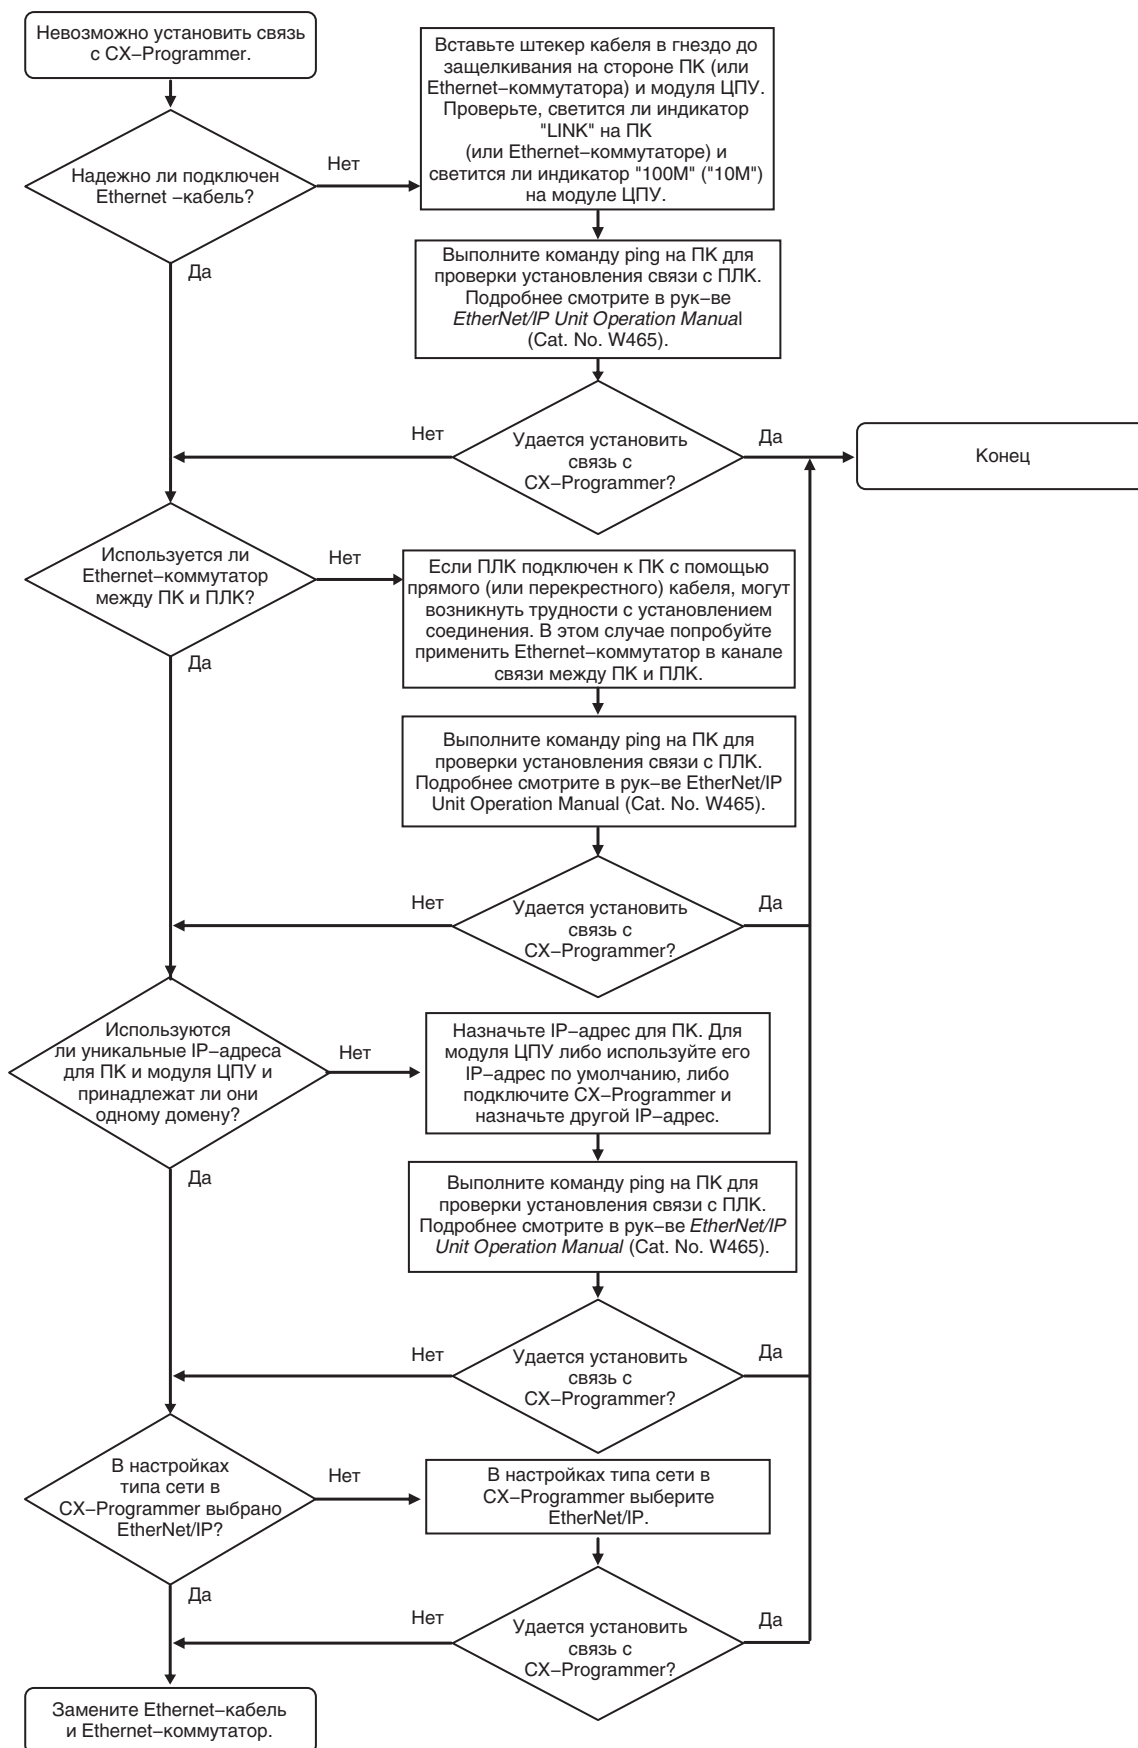 Невозможно установить связь
с CX–Programmer.
Вставьте штекер кабеля в гнездо до
защелкивания на стороне ПК (или
Ethernet–коммутатора) и модуля ЦПУ.
Проверьте, светится ли индикатор
"LINK" на ПК
(или Ethernet–коммутаторе) и
светится ли индикатор "100M" ("10M")
на модуле ЦПУ.
Надежно ли подключен
Ethernet –кабель?
Нет
Да
Выполните команду ping на ПК для
проверки установления связи с ПЛК.
Подробнее смотрите в рук–ве
EtherNet/IP Unit Operation Manual
(Cat. No. W465).
Нет
Удается установить
связь с
CX–Programmer?
Да
Конец
Используется ли
Ethernet–коммутатор
между ПК и ПЛК?
Нет
Да
Если ПЛК подключен к ПК с помощью
прямого (или перекрестного) кабеля, могут
возникнуть трудности с установлением
соединения. В этом случае попробуйте
применить Ethernet–коммутатор в канале
связи между ПК и ПЛК.
Выполните команду ping на ПК для
проверки установления связи с ПЛК.
Подробнее смотрите в рук–ве EtherNet/IP
Unit Operation Manual (Cat. No. W465).
Нет
Удается установить
связь с
CX–Programmer?
Да
Используются
ли уникальные IP–адреса
для ПК и модуля ЦПУ и
принадлежат ли они
одному домену?
Нет
Да
Назначьте IP–адрес для ПК. Для
модуля ЦПУ либо используйте его
IP–адрес по умолчанию, либо
подключите CX–Programmer и
назначьте другой IP–адрес.
Выполните команду ping на ПК для
проверки установления связи с ПЛК.
Подробнее смотрите в рук–ве EtherNet/IP
Unit Operation Manual (Cat. No. W465).
Нет
Удается установить
связь с
CX–Programmer?
Да
В настройках
типа сети в
CX–Programmer выбрано
EtherNet/IP?
Нет
Да
В настройках типа сети в
CX–Programmer выберите
EtherNet/IP.
Нет
Удается установить
связь с
CX–Programmer?
Да
Замените Ethernet–кабель
и Ethernet–коммутатор.